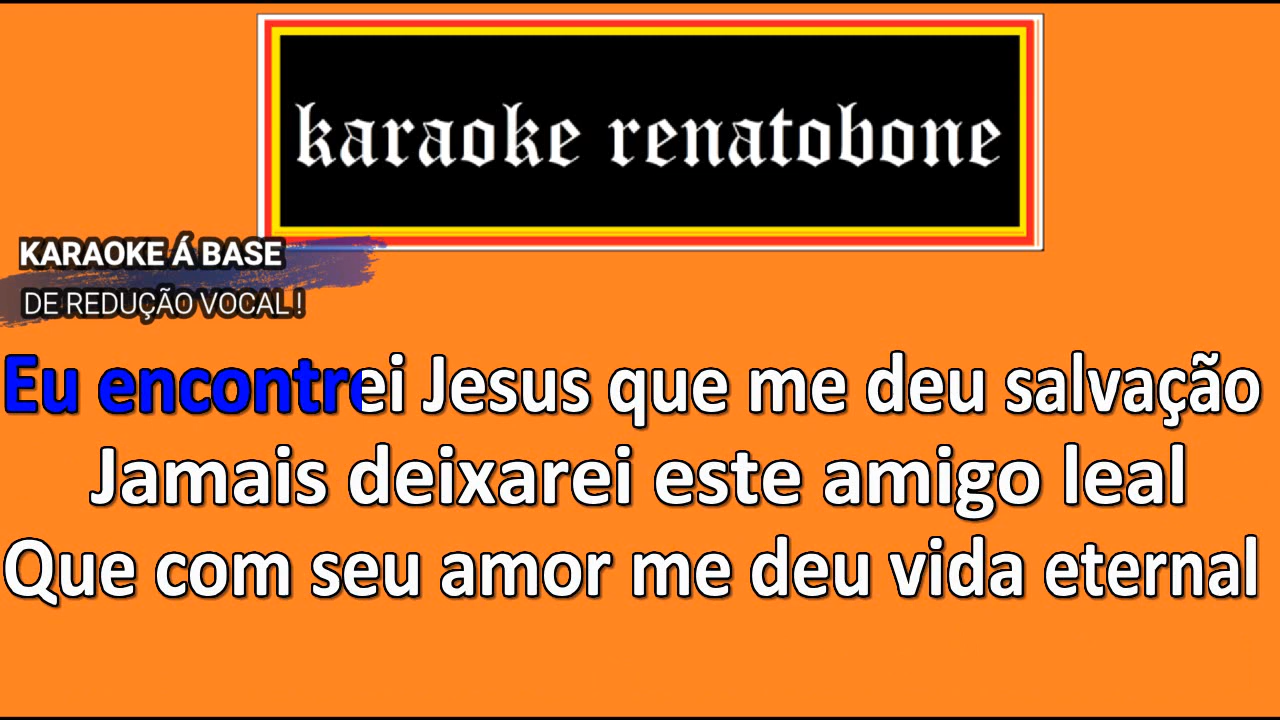 karaoke renatobone
KARAOKE Á BASE
DE REDUÇÃO VOCAL !
Eu encontrei Jesus que me deu salvação
Jamais deixarei este amigo leal
Que com seu amor me deu vida eternal